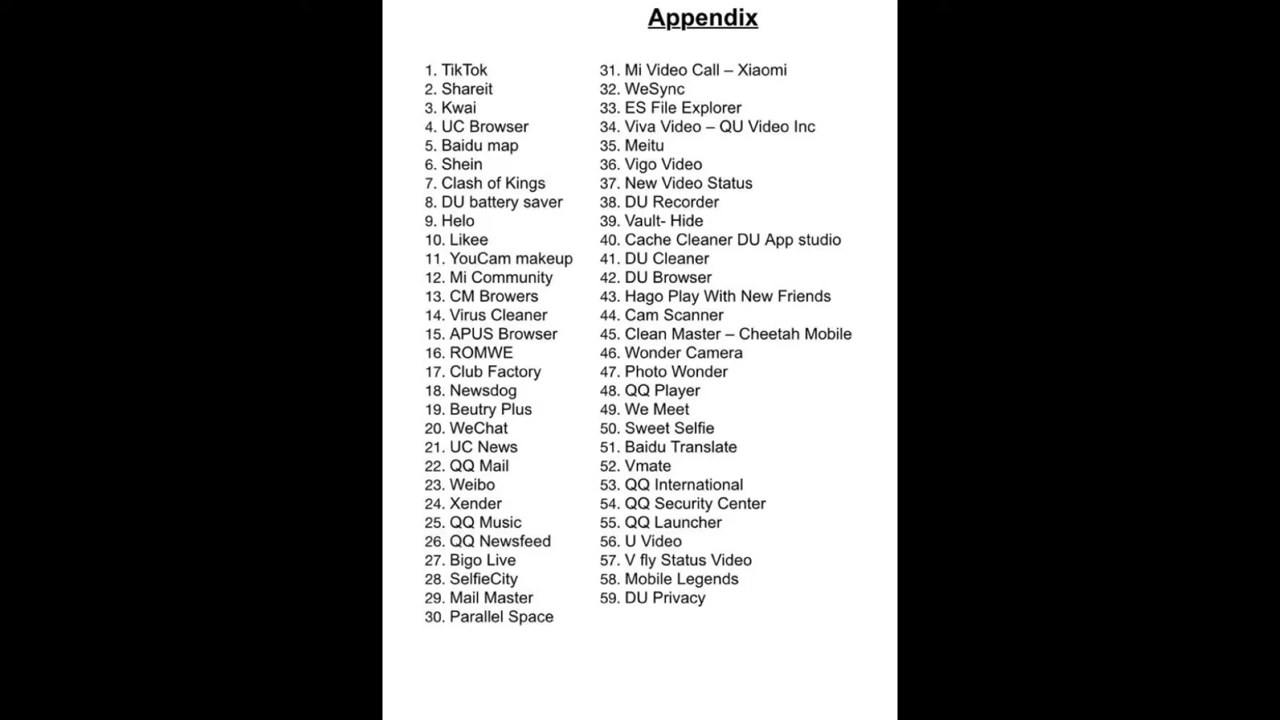 Appendix
1. TikTok
2. Shareit
3. Kwai
4. UC Browser
5. Baidu map
6. Shein
7. Clash of Kings
8. DU battery saver
9. Helo
10. Likee
11. YouCam makeup
12. Mi Community
13. CM Browers
14. Virus Cleaner
15. APUS Browser
16. ROMWE
17. Club Factory
18. Newsdog
19. Beutry Plus
20. WeChat
21. UC News
22. QQ Mail
23. Weibo
24. Xender
25. QQ Music
26. QQ Newsfeed
27. Bigo Live
28. SelfieCity
29. Mail Master
30. Parallel Space
31. Mi Video Call – Xiaomi
32. WeSync
33. ES File Explorer
34. Viva Video – QU Video Inc
35. Meitu
36. Vigo Video
37. New Video Status
38. DU Recorder
39. Vault- Hide
40. Cache Cleaner DU App studio
41. DU Cleaner
42. DU Browser
43. Hago Play With New Friends
44. Cam Scanner
45. Clean Master – Cheetah Mobile
46. Wonder Camera
47. Photo Wonder
48. QQ Player
49. We Meet
50. Sweet Selfie
51. Baidu Translate
52. Vmate
53. QQ International
54. QQ Security Center
55. QQ Launcher
56. U Video
57. V fly Status Video
58. Mobile Legends
59. DU Privacy